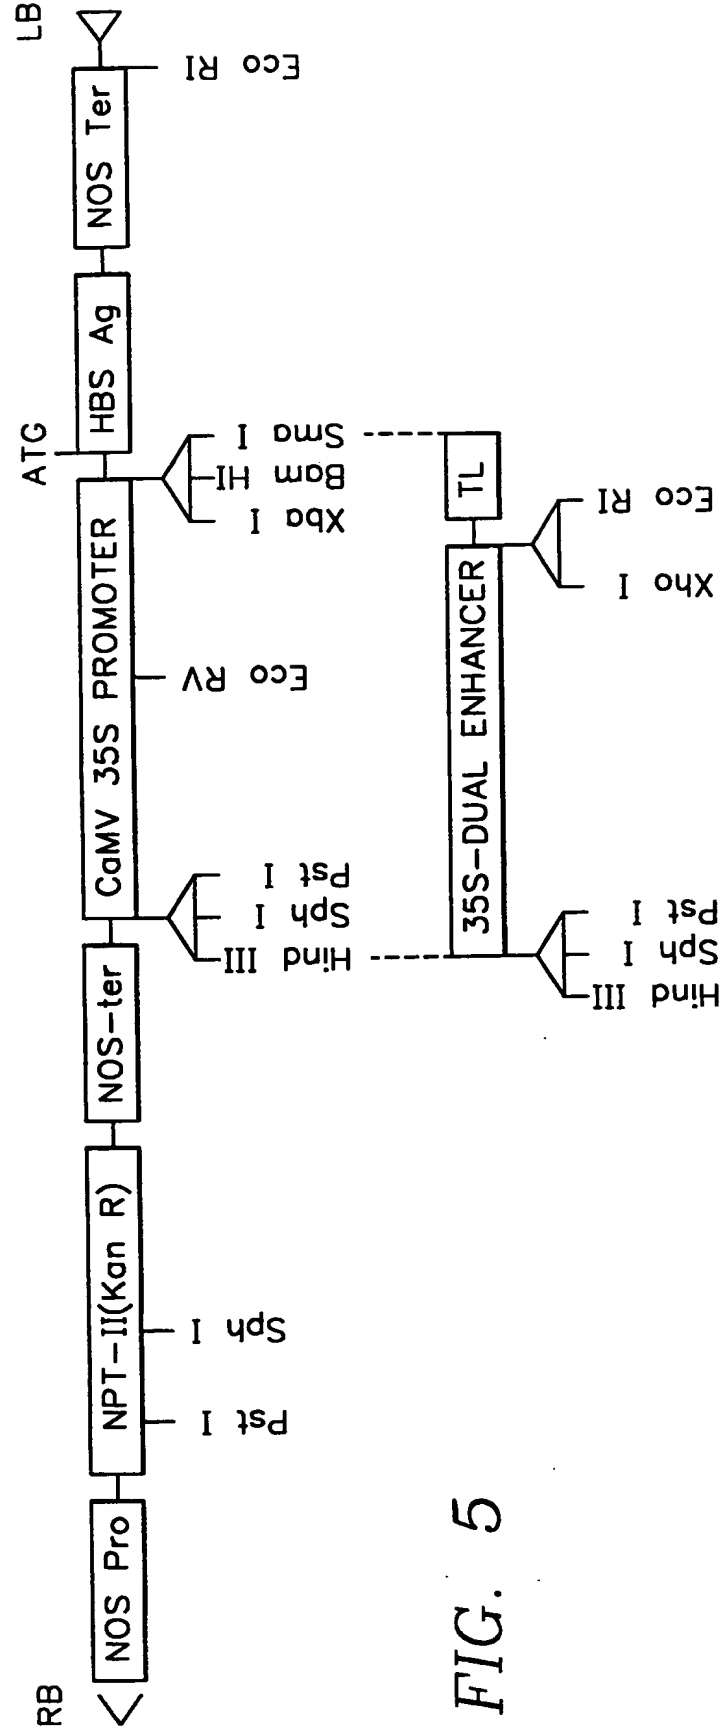 RB
LB
ATG
NOS Pro
NPT-II(Kan R)
NOS-ter
CaMV 35S PROMOTER
HBS Ag
NOS Ter
Pst I
Sph I
Hind III
Sph I
Pst I
Eco RV
Xba I
Bam HI
Sma I
Eco RI
35S-DUAL ENHANCER
TL
Hind III
Sph I
Pst I
Xho I
Eco RI
FIG. 5